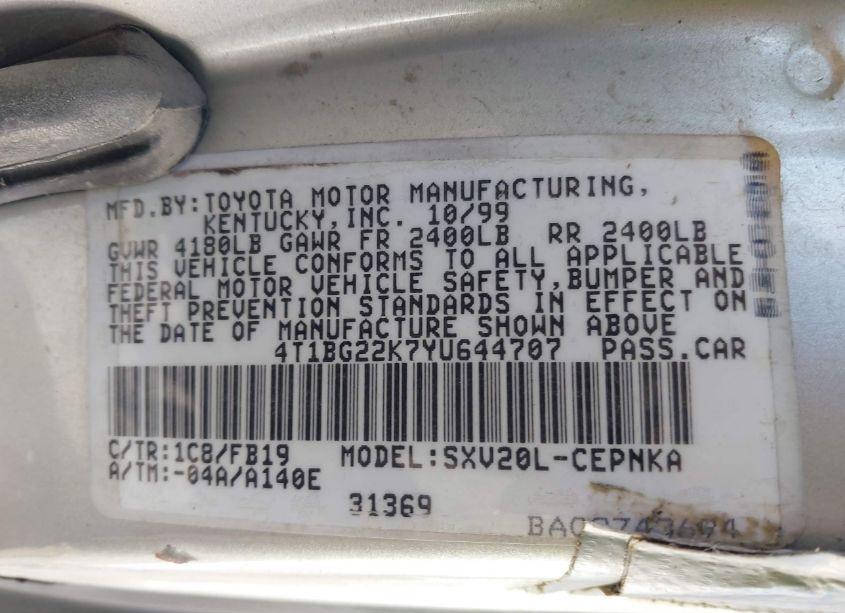 MFD.BY:TOYOTA MOTOR MANUFACTURING,
KENTUCKY,INC. 10/99
GVWR 4180LB GAWR FR 2400LB RR 2400LB
THIS VEHICLE CONFORMS TO ALL APPLICABLE
FEDERAL MOTOR VEHICLE SAFETY,BUMPER AND
THEFT PREVENTION STANDARDS IN EFFECT ON
THE DATE OF MANUFACTURE SHOWN ABOVE
4T1BG22K7YU644707 PASS.CAR
C/TR:1C8/FB19 MODEL:SXV20L-CEPNKA
A/TM:-04A/A140E
31369